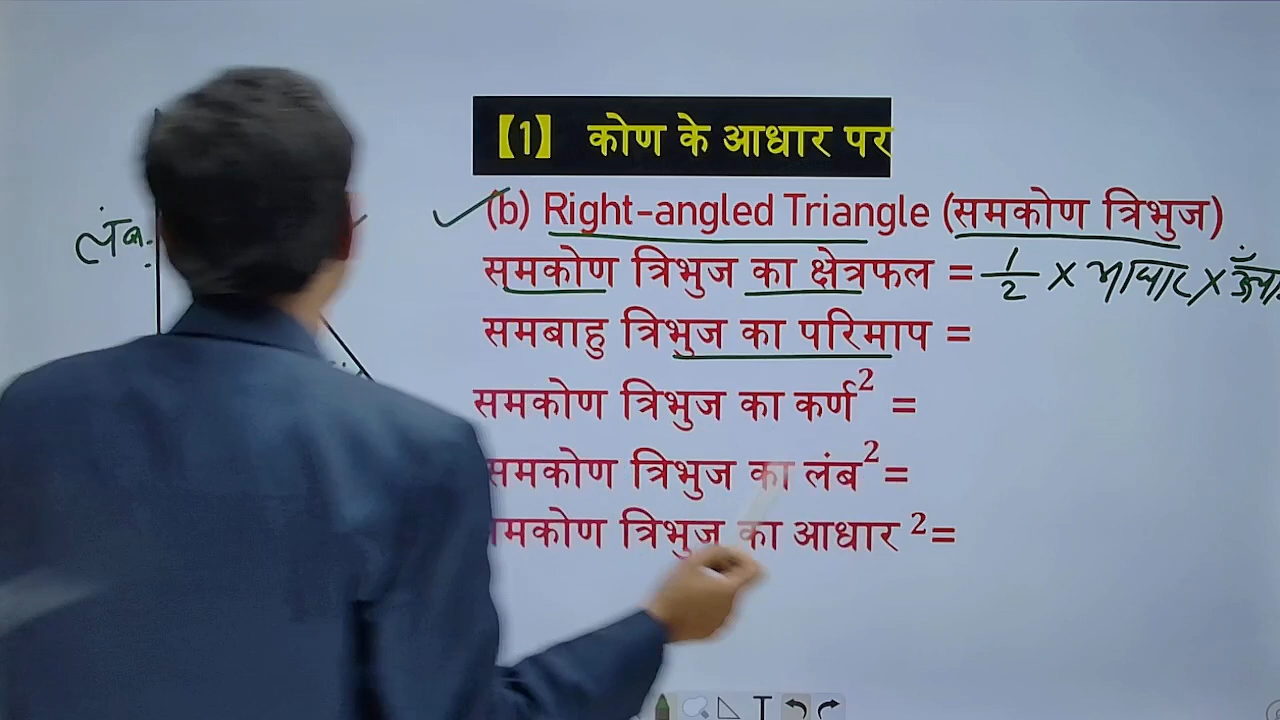 【1】 कोण के आधार पर
(b) Right-angled Triangle (समकोण त्रिभुज)
लंब
समकोण त्रिभुज का क्षेत्रफल = 1/2 × आधार ×
समबाहु त्रिभुज का परिमाप =
समकोण त्रिभुज का कर्ण² =
समकोण त्रिभुज का लंब² =
समकोण त्रिभुज का आधार ² =
T